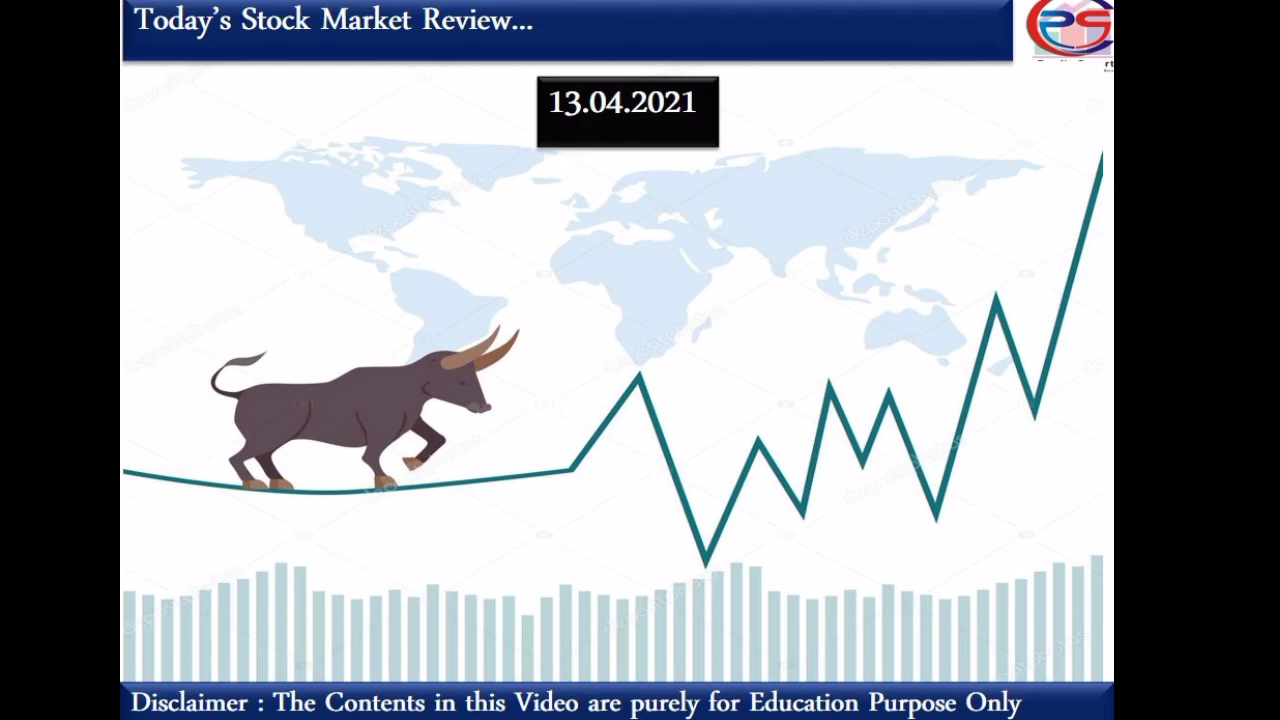 Today's Stock Market Review...
13.04.2021
Disclaimer : The Contents in this Video are purely for Education Purpose Only